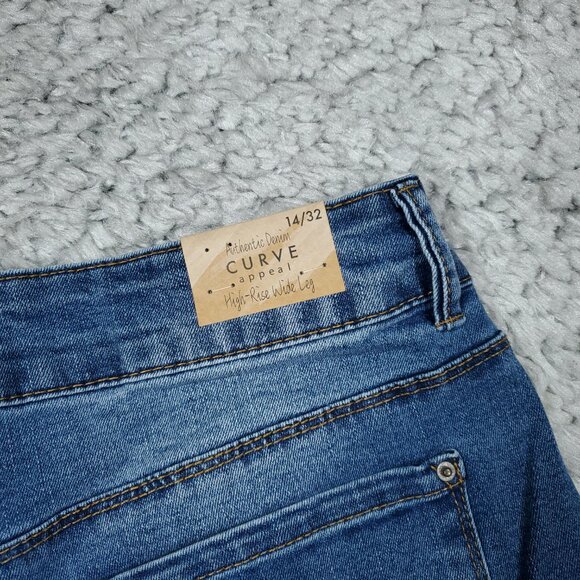 14/32
Authentic Denim
CURVE
appeal
High-Rise Wide Leg